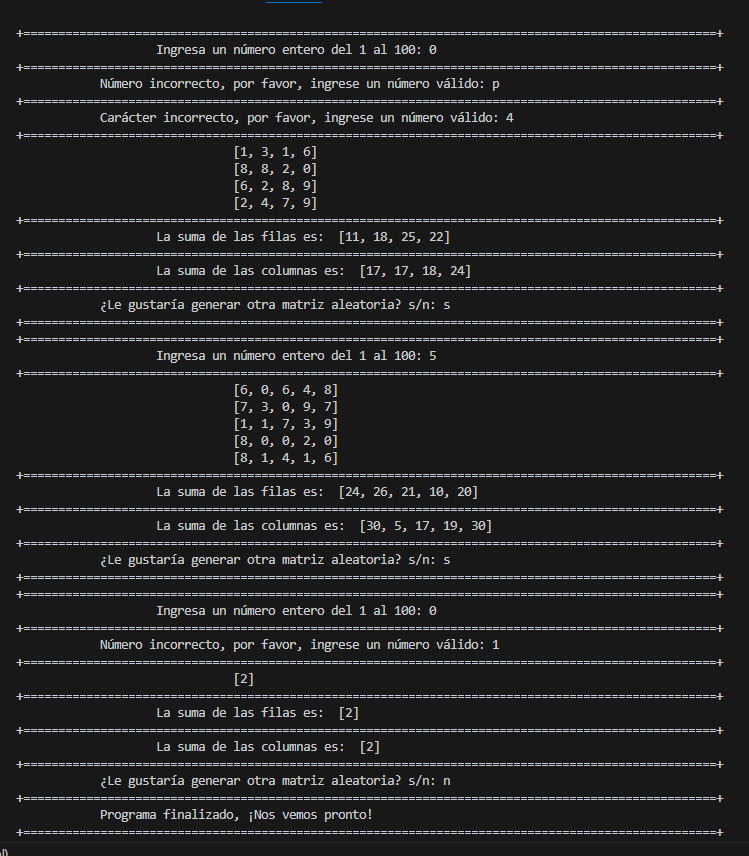 +===================================================================================================+
Ingresa un número entero del 1 al 100: 0
+===================================================================================================+
Número incorrecto, por favor, ingrese un número válido: p
+===================================================================================================+
Carácter incorrecto, por favor, ingrese un número válido: 4
+===================================================================================================+
[1, 3, 1, 6]
[8, 8, 2, 0]
[6, 2, 8, 9]
[2, 4, 7, 9]
+===================================================================================================+
La suma de las filas es:  [11, 18, 25, 22]
+===================================================================================================+
La suma de las columnas es:  [17, 17, 18, 24]
+===================================================================================================+
¿Le gustaría generar otra matriz aleatoria? s/n: s
+===================================================================================================+
+===================================================================================================+
Ingresa un número entero del 1 al 100: 5
+===================================================================================================+
[6, 0, 6, 4, 8]
[7, 3, 0, 9, 7]
[1, 1, 7, 3, 9]
[8, 0, 0, 2, 0]
[8, 1, 4, 1, 6]
+===================================================================================================+
La suma de las filas es:  [24, 26, 21, 10, 20]
+===================================================================================================+
La suma de las columnas es:  [30, 5, 17, 19, 30]
+===================================================================================================+
¿Le gustaría generar otra matriz aleatoria? s/n: s
+===================================================================================================+
+===================================================================================================+
Ingresa un número entero del 1 al 100: 0
+===================================================================================================+
Número incorrecto, por favor, ingrese un número válido: 1
+===================================================================================================+
[2]
+===================================================================================================+
La suma de las filas es:  [2]
+===================================================================================================+
La suma de las columnas es:  [2]
+===================================================================================================+
¿Le gustaría generar otra matriz aleatoria? s/n: n
+===================================================================================================+
Programa finalizado, ¡Nos vemos pronto!
+===================================================================================================+